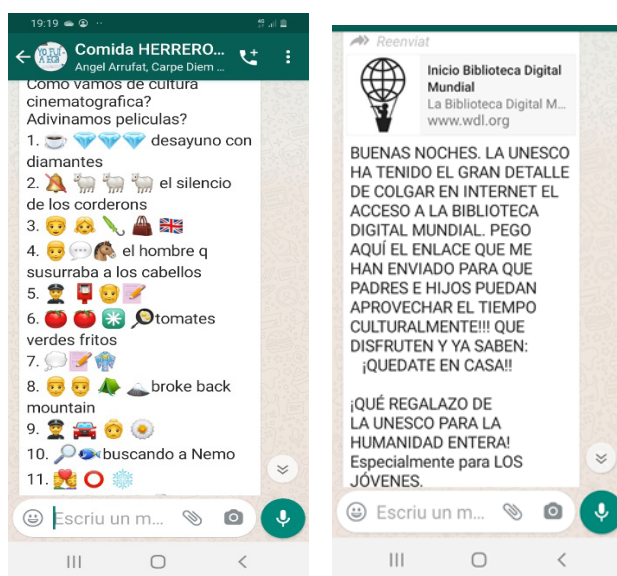 19:19
Comida HERRERO...
Angel Arrufat, Carpe Diem ...
Como vamos de cultura
cinematografica?
Adivinamos peliculas?
1. ☕ 💎💎💎 desayuno con
diamantes
2. 🔕 🐑 🐑 🐑 el silencio
de los corderons
3. 👨 👧 🌂 👜 🇬🇧
4. 👨 💬 🐴 el hombre q
susurraba a los cabellos
5. 👮 📮 👴 📝
6. 🍅 🍅 ✳️ 🍳tomates
verdes fritos
7. 💭 📝 👘
8. 👨 👨 ⛺ 🗻 broke back
mountain
9. 👮 🚘 👵 🌼
10. 🔍 🐟buscando a Nemo
11. 💏 ⭕ ❄️
Escriu un m...
Reenviat
Inicio Biblioteca Digital
Mundial
La Biblioteca Digital M...
www.wdl.org
BUENAS NOCHES. LA UNESCO
HA TENIDO EL GRAN DETALLE
DE COLGAR EN INTERNET EL
ACCESO A LA BIBLIOTECA
DIGITAL MUNDIAL. PEGO
AQUÍ EL ENLACE QUE ME
HAN ENVIADO PARA QUE
PADRES E HIJOS PUEDAN
APROVECHAR EL TIEMPO
CULTURALMENTE!!! QUE
DISFRUTEN Y YA SABEN:
¡QUEDATE EN CASA!!
¡QUÉ REGALAZO DE
LA UNESCO PARA LA
HUMANIDAD ENTERA!
Especialmente para LOS
JÓVENES.
Escriu un m...